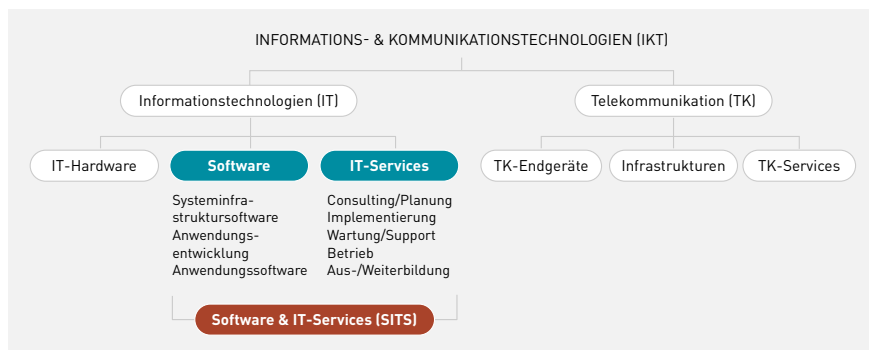 INFORMATIONS- & KOMMUNIKATIONSTECHNOLOGIEN (IKT)
Informationstechnologien (IT)
Telekommunikation (TK)
IT-Hardware
Software
IT-Services
TK-Endgeräte
Infrastrukturen
TK-Services
Systeminfra-
struktursoftware
Anwendungs-
entwicklung
Anwendungssoftware
Consulting/Planung
Implementierung
Wartung/Support
Betrieb
Aus-/Weiterbildung
Software & IT-Services (SITS)